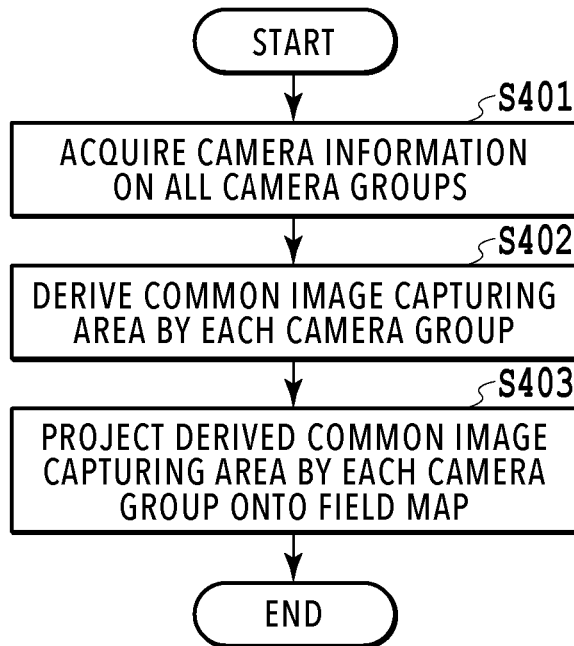 START
S401
ACQUIRE CAMERA INFORMATION
ON ALL CAMERA GROUPS
S402
DERIVE COMMON IMAGE CAPTURING
AREA BY EACH CAMERA GROUP
S403
PROJECT DERIVED COMMON IMAGE
CAPTURING AREA BY EACH CAMERA
GROUP ONTO FIELD MAP
END